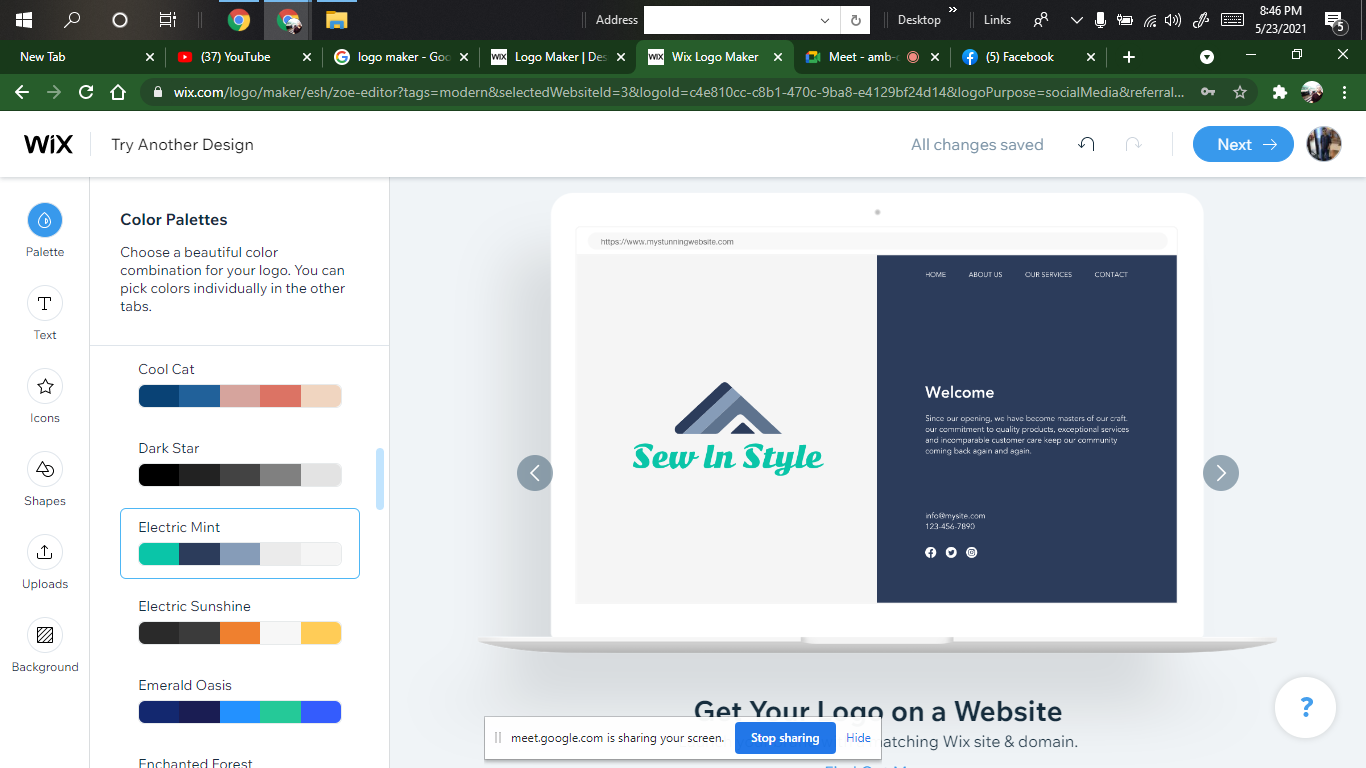 Address
Desktop
»
Links
8:46 PM
5/23/2021
5
New Tab
(37) YouTube
logo maker - Goo
WiX
Logo Maker | Des
WiX
Wix Logo Maker
Meet - amb-c
(5) Facebook
wix.com/logo/maker/esh/zoe-editor?tags=modern&selectedWebsiteId=3&logoId=c4e810cc-c8b1-470c-9ba8-e4129bf24d14&logoPurpose=socialMedia&referral...
WiX
Try Another Design
All changes saved
Next
Palette
Text
Icons
Shapes
Uploads
Background
Color Palettes
Choose a beautiful color
combination for your logo. You can
pick colors individually in the other
tabs.
Cool Cat
Dark Star
Electric Mint
Electric Sunshine
Emerald Oasis
Enchanted Forest
https://www.mystunningwebsite.com
HOME
ABOUT US
OUR SERVICES
CONTACT
Sew In Style
Welcome
Since our opening, we have become masters of our craft.
our commitment to quality products, exceptional services
and incomparable customer care keep our community
coming back again and again.
info@mysite.com
123-456-7890
Get Your Logo on a Website
atching Wix site & domain.
meet.google.com is sharing your screen.
Stop sharing
Hide
?